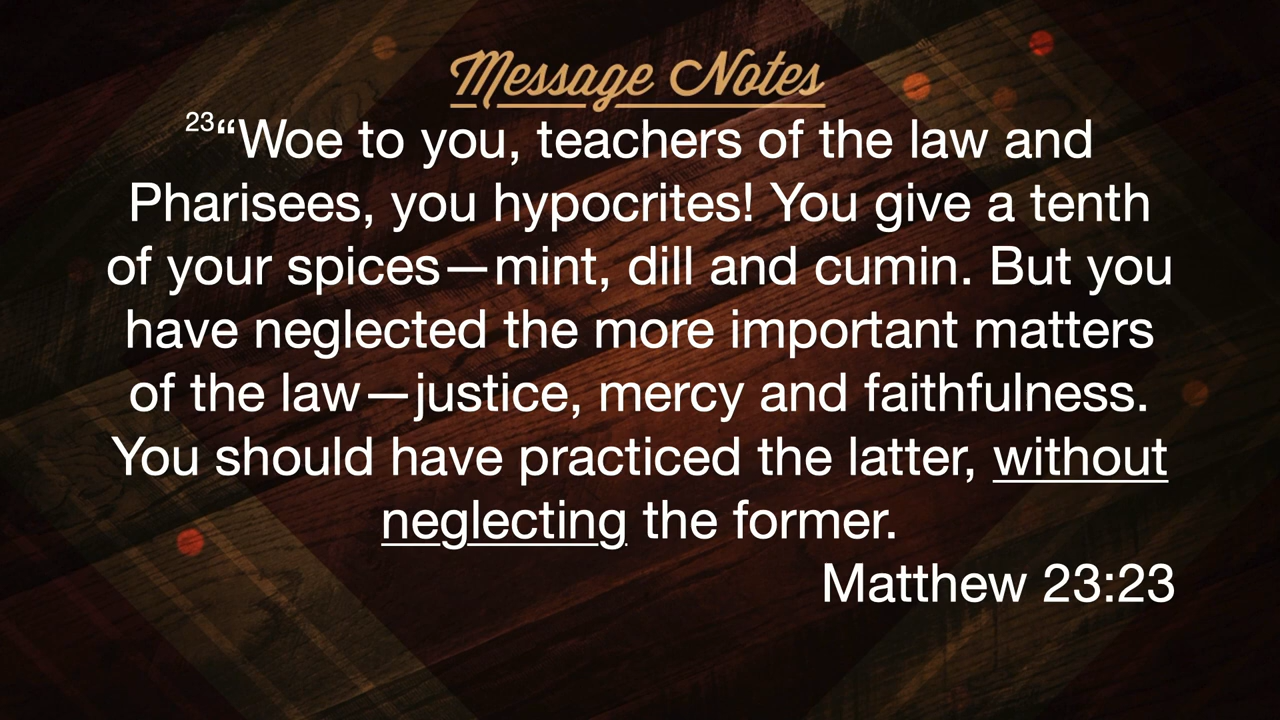 Message Notes
23“Woe to you, teachers of the law and
Pharisees, you hypocrites! You give a tenth
of your spices—mint, dill and cumin. But you
have neglected the more important matters
of the law—justice, mercy and faithfulness.
You should have practiced the latter, without
neglecting the former.
Matthew 23:23